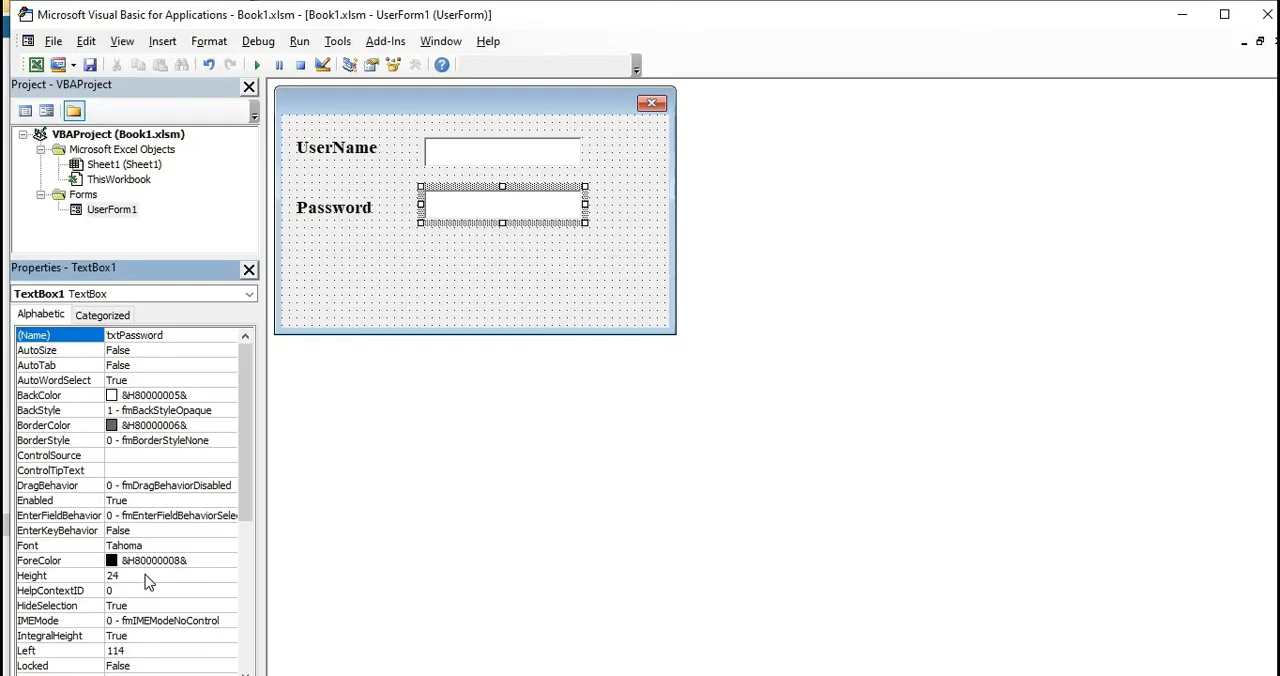 Microsoft Visual Basic for Applications - Book1.xlsm - [Book1.xlsm - UserForm1 (UserForm)]
File Edit View Insert Format Debug Run Tools Add-Ins Window Help
Project - VBAProject
VBAProject (Book1.xlsm)
Microsoft Excel Objects
Sheet1 (Sheet1)
ThisWorkbook
Forms
UserForm1
UserName
Password
Properties - TextBox1
TextBox1 TextBox
Alphabetic Categorized
(Name) txtPassword
AutoSize False
AutoTab False
AutoWordSelect True
BackColor &H80000005&
BackStyle 1 - fmBackStyleOpaque
BorderColor &H80000006&
BorderStyle 0 - fmBorderStyleNone
ControlSource
ControlTipText
DragBehavior 0 - fmDragBehaviorDisabled
Enabled True
EnterFieldBehavior 0 - fmEnterFieldBehaviorSele
EnterKeyBehavior False
Font Tahoma
ForeColor &H80000008&
Height 24
HelpContextID 0
HideSelection True
IMEMode 0 - fmIMEModeNoControl
IntegralHeight True
Left 114
Locked False